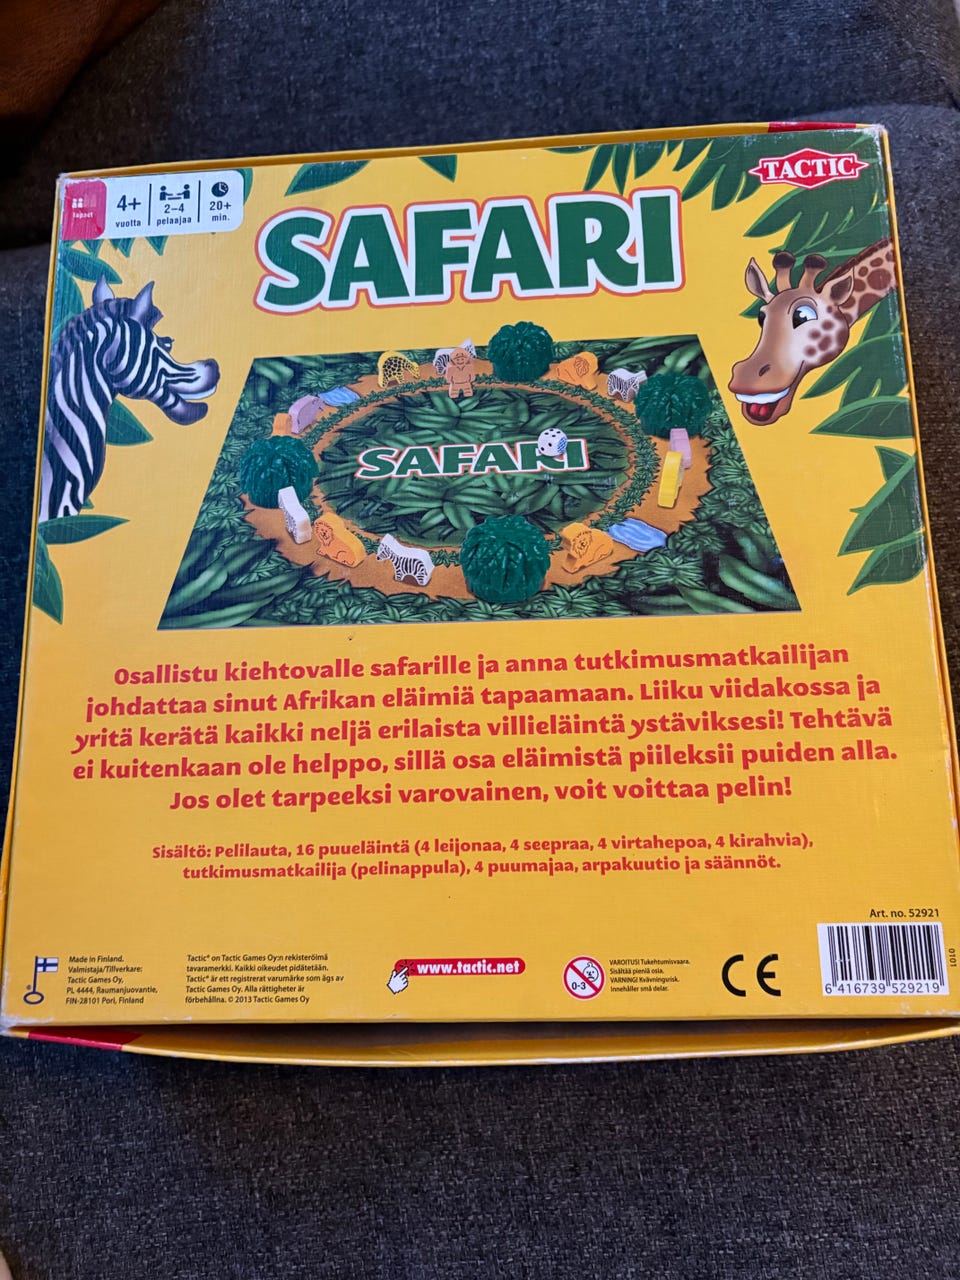 TACTIC
lapset
4+
vuotta
2–4
pelaajaa
20+
min.
SAFARI
SAFARI
Osallistu kiehtovalle safarille ja anna tutkimusmatkailijan
johdattaa sinut Afrikan eläimiä tapaamaan. Liiku viidakossa ja
yritä kerätä kaikki neljä erilaista villieläintä ystäviksesi! Tehtävä
ei kuitenkaan ole helppo, sillä osa eläimistä piileksii puiden alla.
Jos olet tarpeeksi varovainen, voit voittaa pelin!
Sisältö: Pelilauta, 16 puueläintä (4 leijonaa, 4 seepraa, 4 virtahepoa, 4 kirahvia),
tutkimusmatkailija (pelinappula), 4 puumajaa, arpakuutio ja säännöt.
Made in Finland.
Valmistaja/Tillverkare:
Tactic Games Oy,
PL 4444, Raumanjuovantie,
FIN-28101 Pori, Finland
Tactic® on Tactic Games Oy:n rekisteröimä
tavaramerkki. Kaikki oikeudet pidätetään.
Tactic® är ett registrerat varumärke som ägs av
Tactic Games Oy. Alla rättigheter är
förbehållna. © 2013 Tactic Games Oy
www.tactic.net
0-3
VAROITUS! Tukehtumisvaara.
Sisältää pieniä osia.
VARNING! Kvävningsrisk.
Innehåller små delar.
CE
Art. no. 52921
6 416739 529219
0101